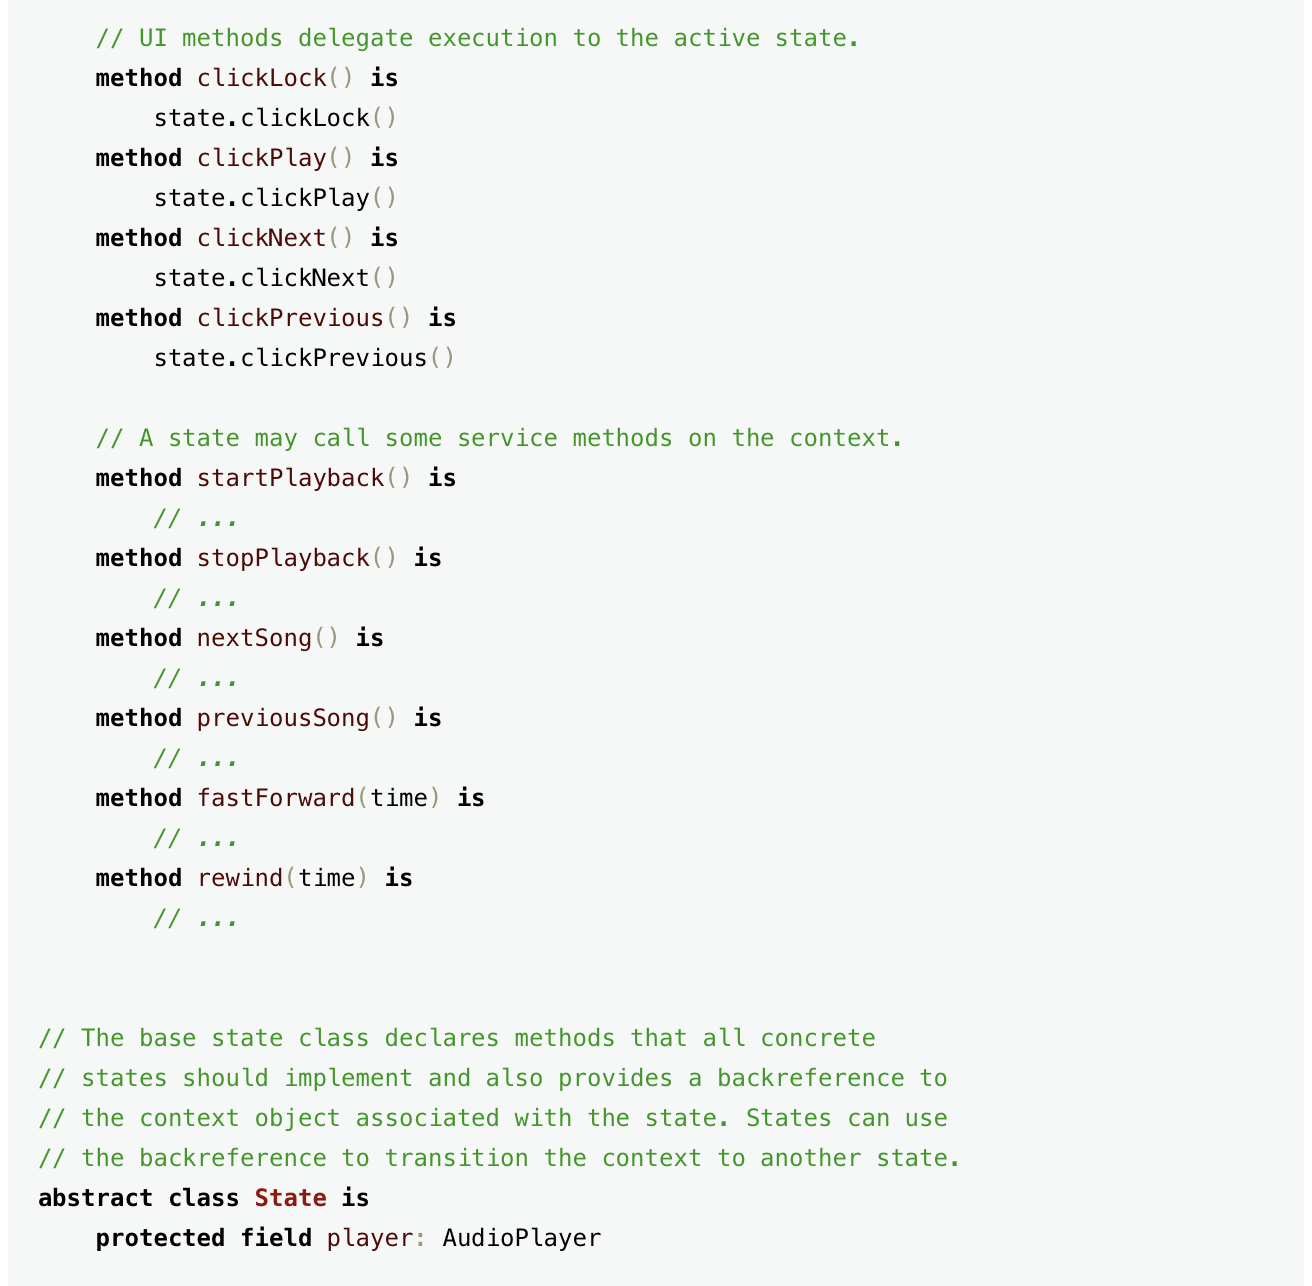 // UI methods delegate execution to the active state.
method clickLock() is
state.clickLock()
method clickPlay() is
state.clickPlay()
method clickNext() is
state.clickNext()
method clickPrevious() is
state.clickPrevious()
// A state may call some service methods on the context.
method startPlayback() is
// ...
method stopPlayback() is
// ...
method nextSong() is
// ...
method previousSong() is
// ...
method fastForward(time) is
// ...
method rewind(time) is
// ...
// The base state class declares methods that all concrete
// states should implement and also provides a backreference to
// the context object associated with the state. States can use
// the backreference to transition the context to another state.
abstract class State is
protected field player: AudioPlayer